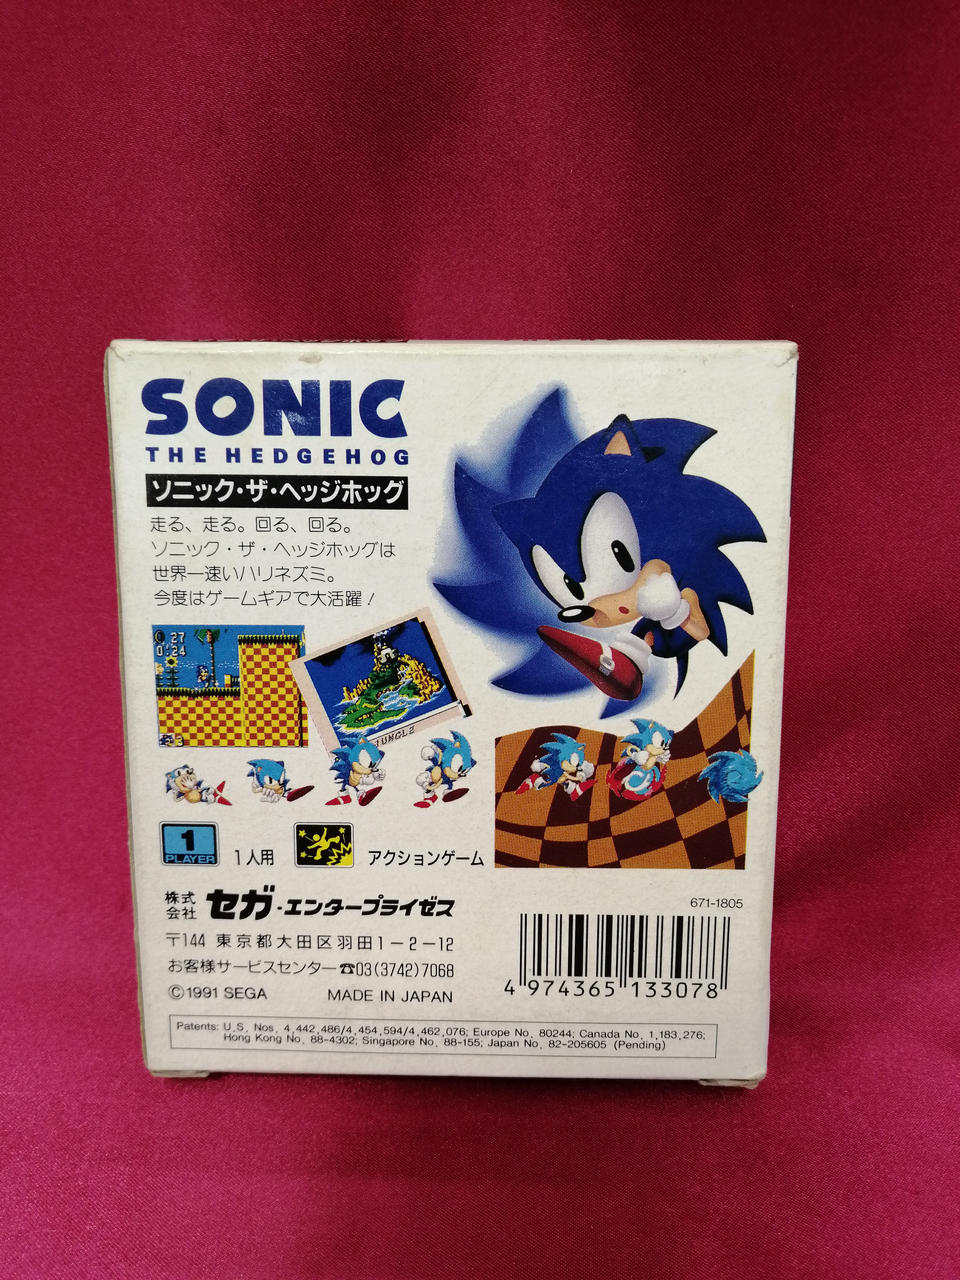 SONIC
THE HEDGEHOG
ソニック・ザ・ヘッジホッグ
走る、走る。回る、回る。
ソニック・ザ・ヘッジホッグは
世界一速いハリネズミ。
今度はゲームギアで大活躍!
27
0:24
3
JUNGLE
1
PLAYER
1人用
アクションゲーム
株式
会社
セガ・エンタープライゼス
671-1805
〒144 東京都大田区羽田1-2-12
お客様サービスセンター☎03(3742)7068
©1991 SEGA
MADE IN JAPAN
4 974365 133078
Patents: U.S. Nos. 4,442,486/4,454,594/4,462,076; Europe No. 80244; Canada No. 1,183,276;
Hong Kong No. 88-4302; Singapore No. 88-155; Japan No. 82-205605 (Pending)